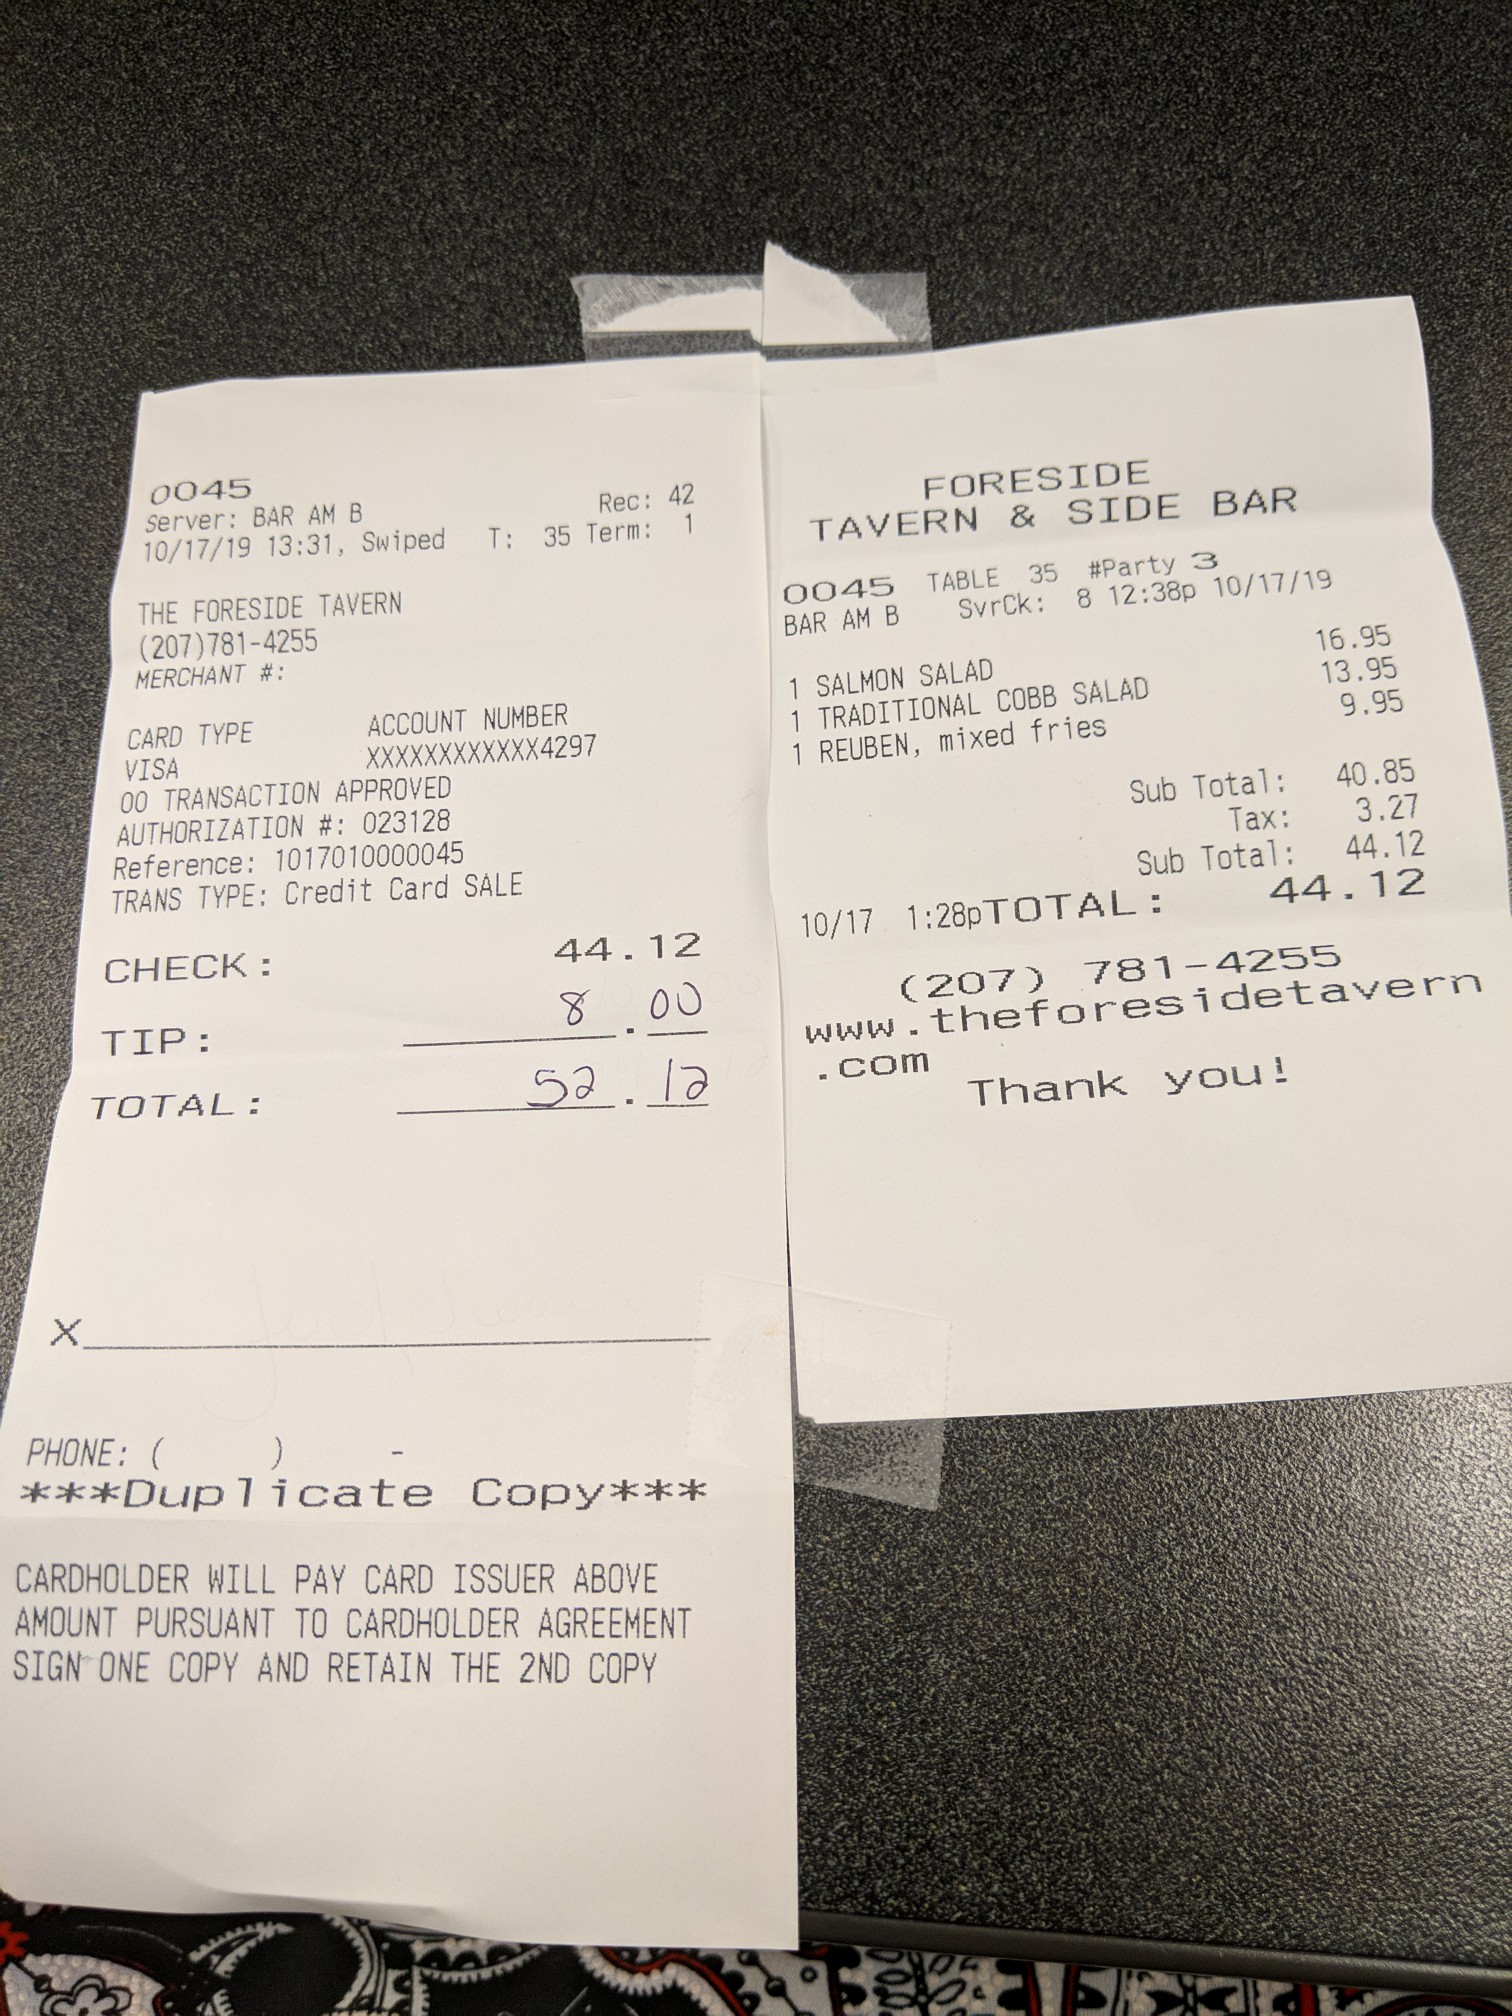 0045
Server: BAR AM B Rec: 42
10/17/19 13:31, Swiped T: 35 Term: 1
THE FORESIDE TAVERN
(207)781-4255
MERCHANT #:
CARD TYPE ACCOUNT NUMBER
VISA XXXXXXXXXXXX4297
00 TRANSACTION APPROVED
AUTHORIZATION #: 023128
Reference: 1017010000045
TRANS TYPE: Credit Card SALE
CHECK: 44.12
TIP: 8.00
TOTAL: 52.12
X
PHONE: ( ) -
***Duplicate Copy***
CARDHOLDER WILL PAY CARD ISSUER ABOVE
AMOUNT PURSUANT TO CARDHOLDER AGREEMENT
SIGN ONE COPY AND RETAIN THE 2ND COPY
FORESIDE
TAVERN & SIDE BAR
0045 TABLE 35 #Party 3
BAR AM B SvrCk: 8 12:38p 10/17/19
1 SALMON SALAD 16.95
1 TRADITIONAL COBB SALAD 13.95
1 REUBEN, mixed fries 9.95
Sub Total: 40.85
Tax: 3.27
Sub Total: 44.12
10/17 1:28pTOTAL: 44.12
(207) 781-4255
www.theforesidetavern
.com
Thank you!